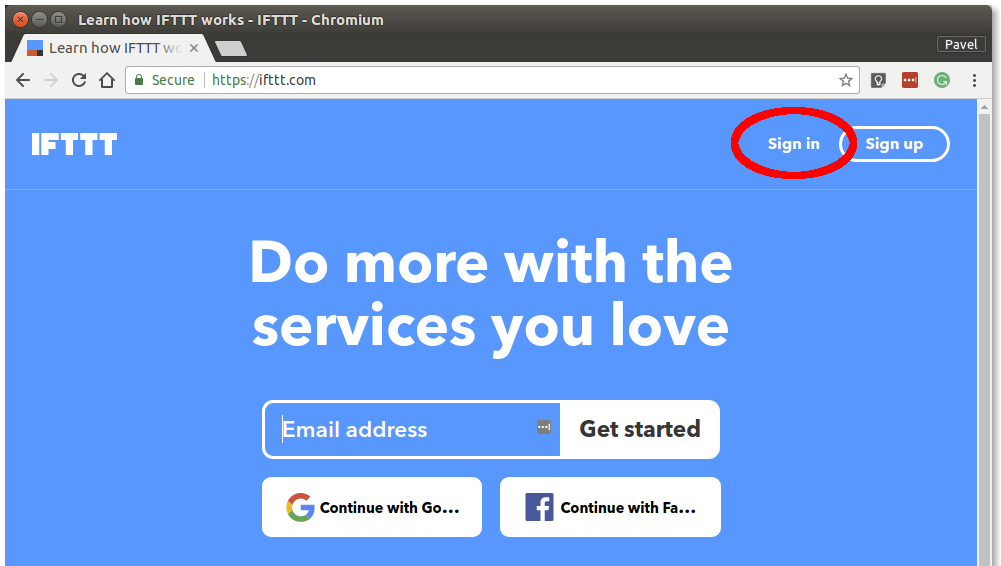 Learn how IFTTT works - IFTTT - Chromium
Learn how IFTTT wo
Pavel
Secure
https://ifttt.com
IFTTT
Sign in
Sign up
Do more with the
services you love
Email address
Get started
Continue with Go...
Continue with Fa...